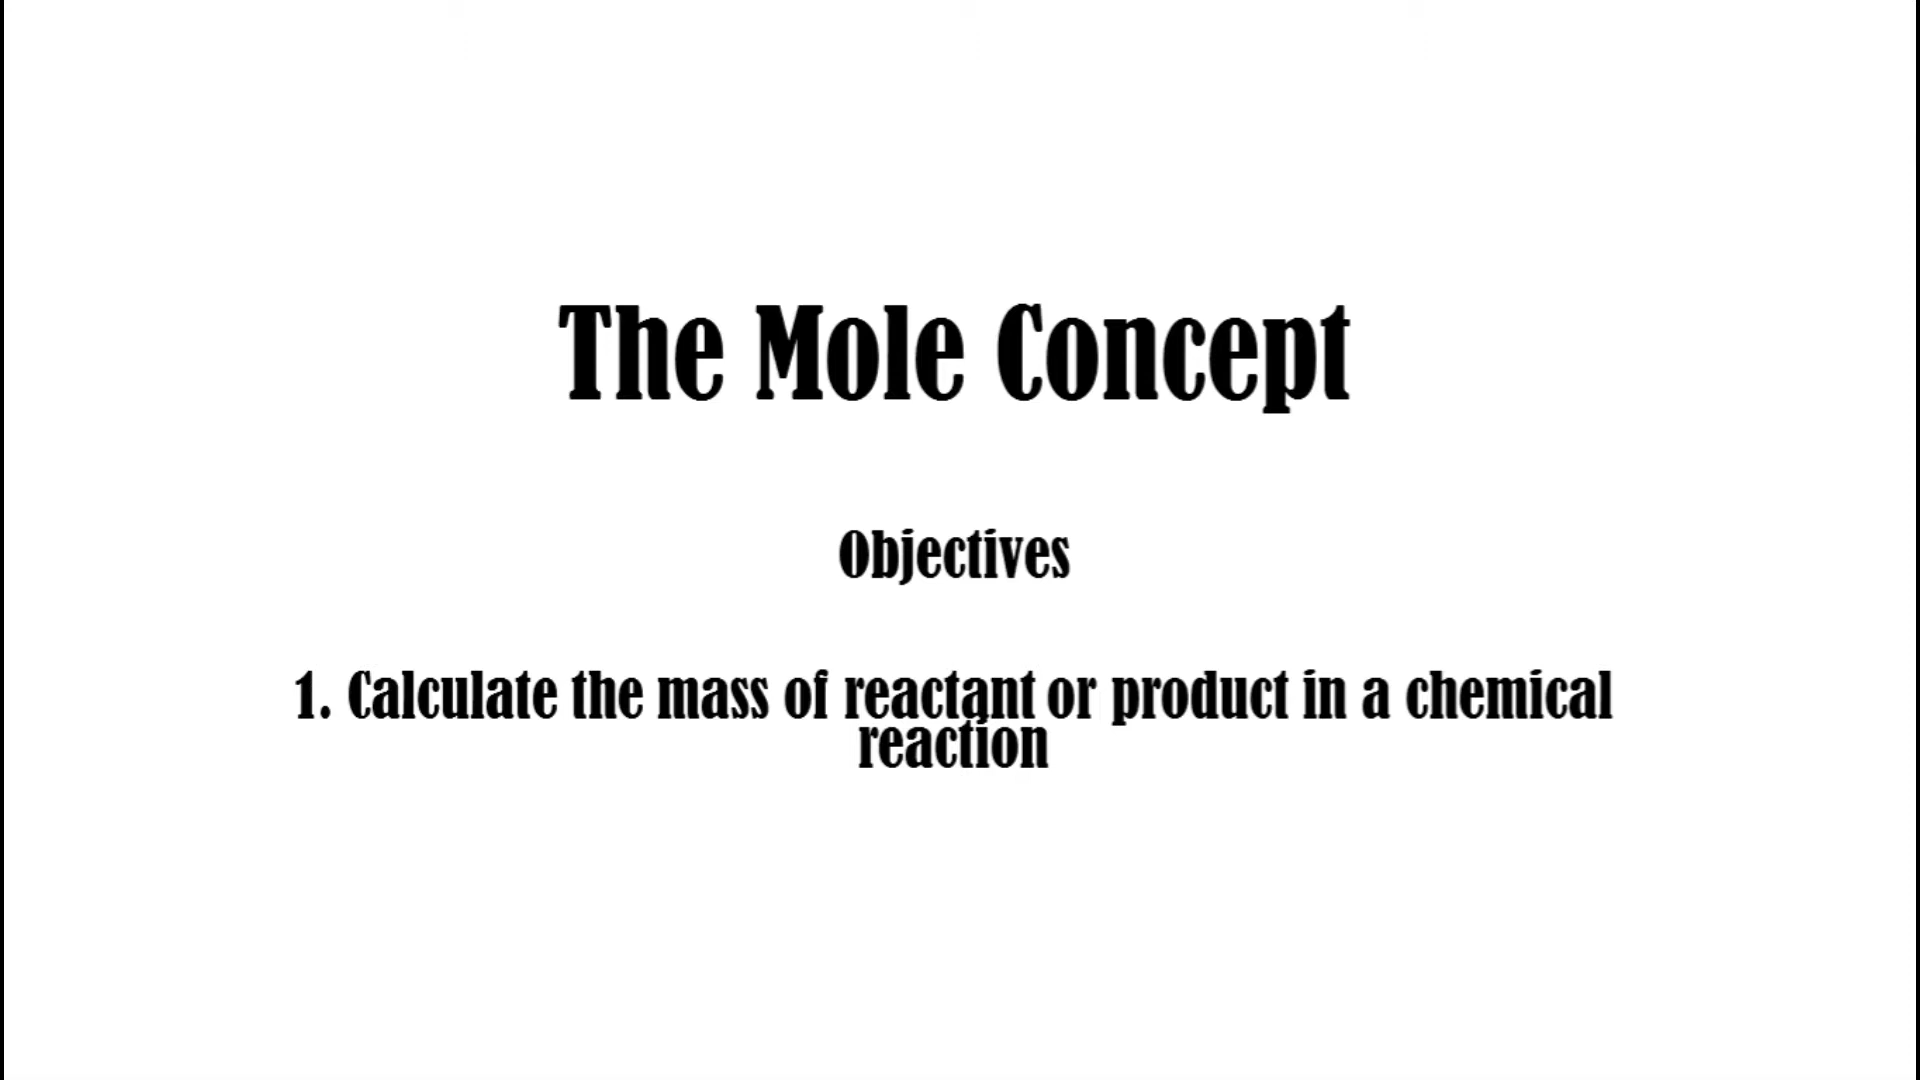 The Mole Concept
Objectives
1. Calculate the mass of reactant or product in a chemical
reaction